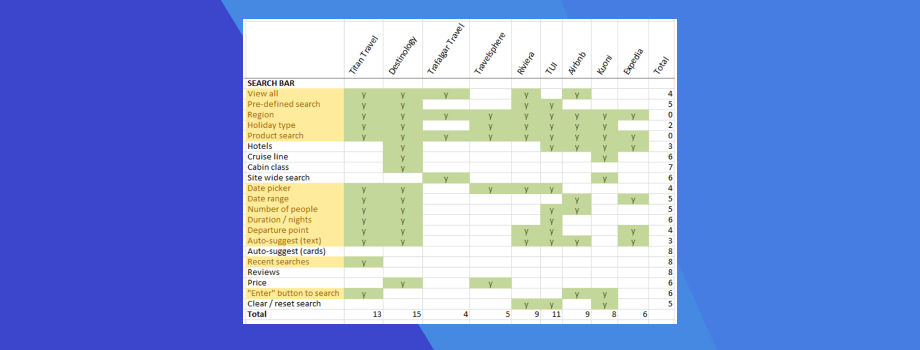 Titan Travel Destinology Trafalgar Travel Travelsphere Riviera TUI Airbnb Kuoni Expedia Total
SEARCH BAR
View all y y y y y 4
Pre-defined search y y y y 5
Region y y y y y y y y y 0
Holiday type y y y y y y y 2
Product search y y y y y y y y y 0
Hotels y y y y y 3
Cruise line y y 6
Cabin class y 7
Site wide search y y 6
Date picker y y y y y 4
Date range y y y y 5
Number of people y y y y 5
Duration / nights y y y 6
Departure point y y y y y 4
Auto-suggest (text) y y y y y y 3
Auto-suggest (cards) 8
Recent searches y 8
Reviews 8
Price y y 6
"Enter" button to search y y y 6
Clear / reset search y y y 5
Total 13 15 4 5 9 11 9 8 6